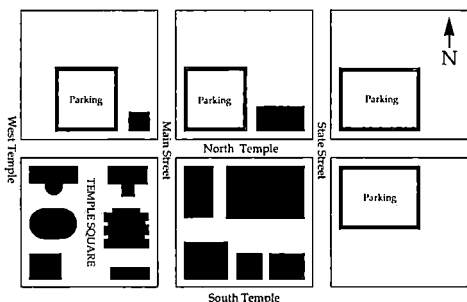 N
Parking
Parking
Parking
West Temple
Main Street
State Street
North Temple
TEMPLE SQUARE
Parking
South Temple